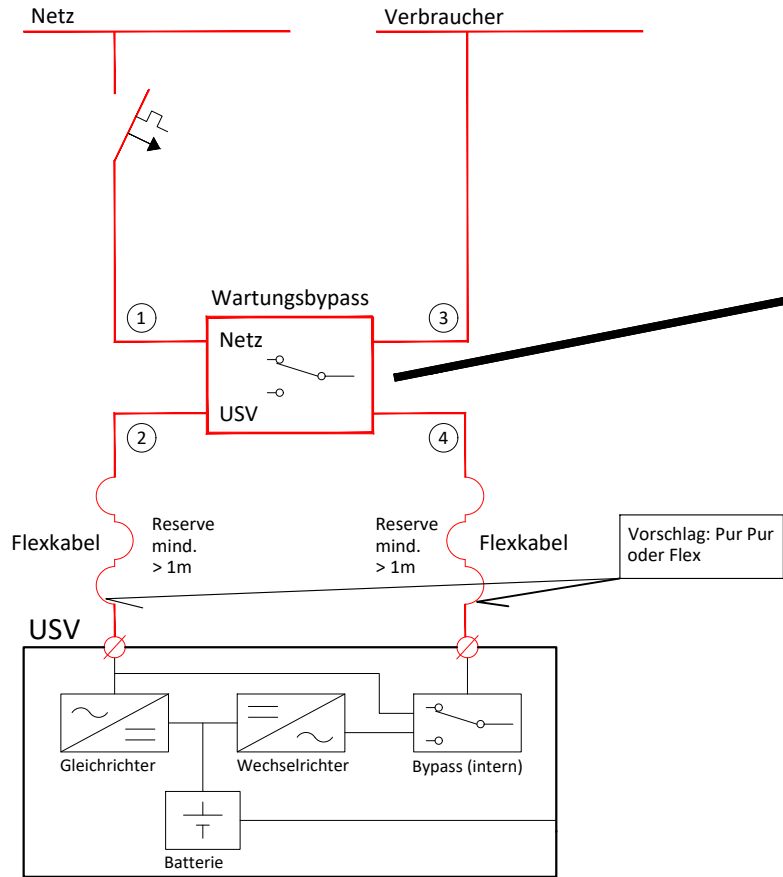 Netz
Verbraucher
Wartungsbypass
1
3
Netz
USV
2
4
Flexkabel
Reserve
mind.
> 1m
Reserve
mind.
> 1m
Flexkabel
Vorschlag: Pur Pur
oder Flex
USV
Gleichrichter
Wechselrichter
Bypass (intern)
Batterie